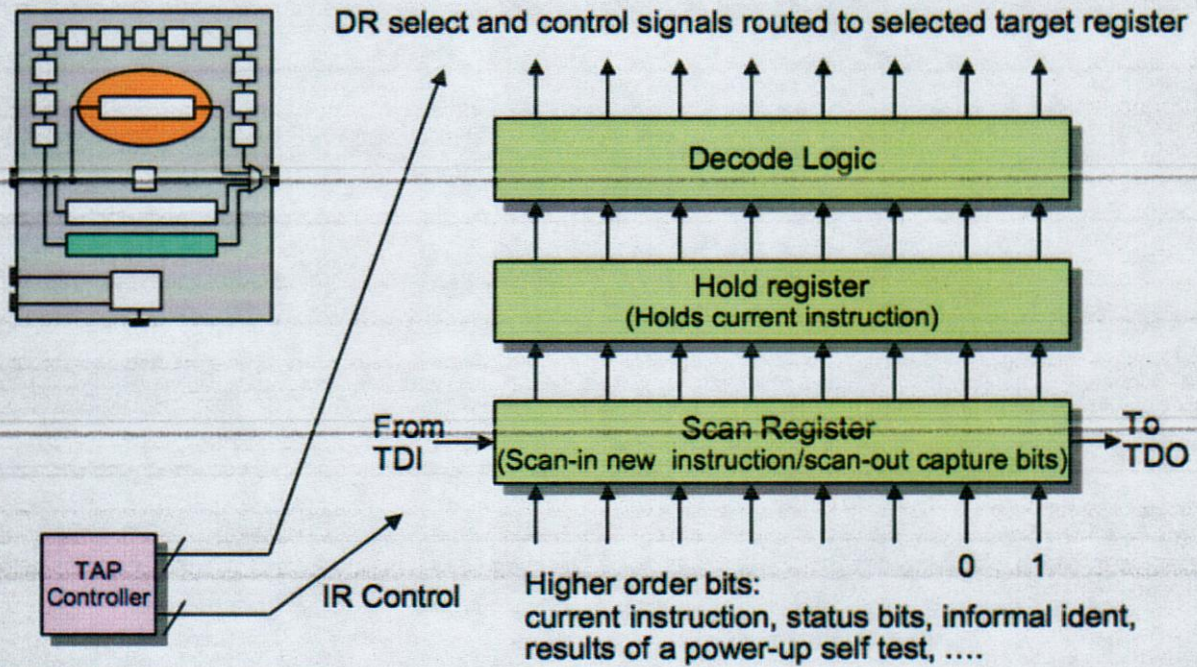 DR select and control signals routed to selected target register
Decode Logic
Hold register
(Holds current instruction)
From
TDI
Scan Register
(Scan-in new instruction/scan-out capture bits)
To
TDO
0 1
TAP
Controller
IR Control
Higher order bits:
current instruction, status bits, informal ident,
results of a power-up self test, ....